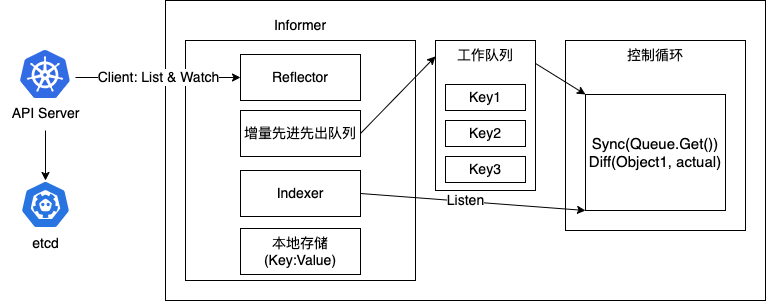 Informer
API Server
etcd
Client: List & Watch
Reflector
增量先进先出队列
Indexer
本地存储
(Key:Value)
工作队列
Key1
Key2
Key3
Listen
控制循环
Sync(Queue.Get())
Diff(Object1, actual)